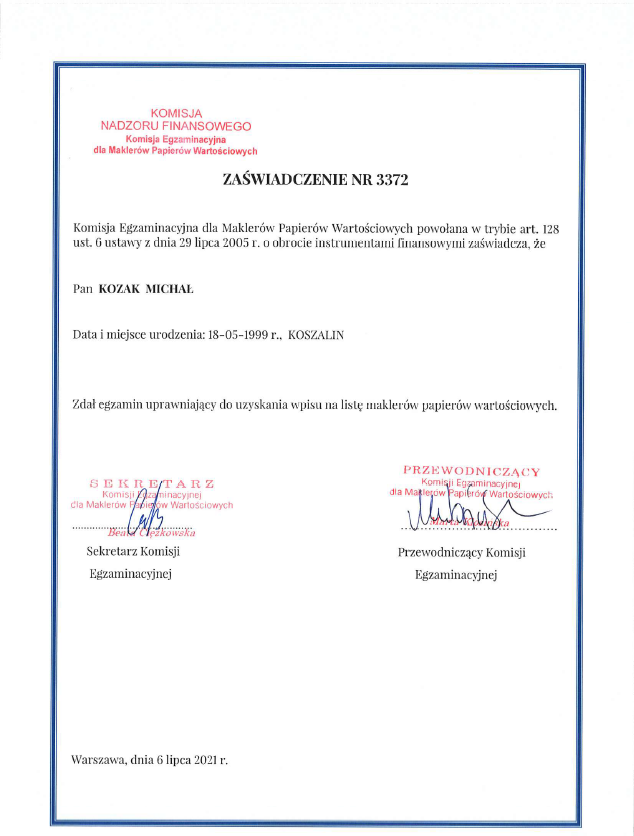 KOMISJA
NADZORU FINANSOWEGO
Komisja Egzaminacyjna
dla Maklerów Papierów Wartościowych
ZAŚWIADCZENIE NR 3372
Komisja Egzaminacyjna dla Maklerów Papierów Wartościowych powołana w trybie art. 128
ust. 6 ustawy z dnia 29 lipca 2005 r. o obrocie instrumentami finansowymi zaświadcza, że
Pan KOZAK MICHAŁ
Data i miejsce urodzenia: 18-05-1999 r., KOSZALIN
Zdał egzamin uprawniający do uzyskania wpisu na listę maklerów papierów wartościowych.
SEKRETARZ
Komisji Egzaminacyjnej
dla Maklerów Papierów Wartościowych
Beata Ciężkowska
Sekretarz Komisji
Egzaminacyjnej
PRZEWODNICZĄCY
Komisji Egzaminacyjnej
dla Maklerów Papierów Wartościowych
Przewodniczący Komisji
Egzaminacyjnej
Warszawa, dnia 6 lipca 2021 r.